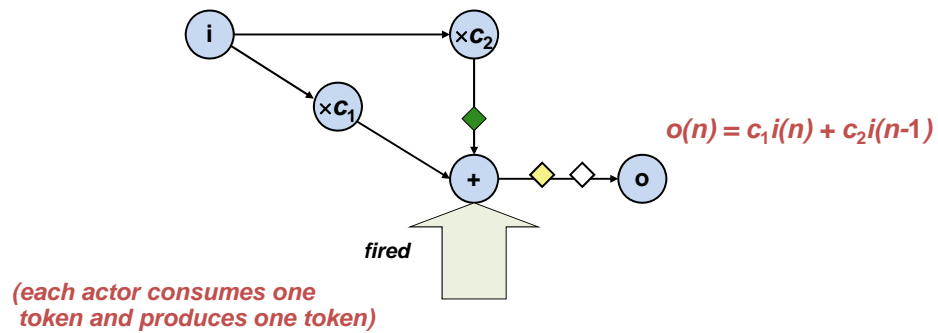 i
×c₂
×c₁
o(n) = c₁i(n) + c₂i(n-1)
+
o
fired
(each actor consumes one
token and produces one token)